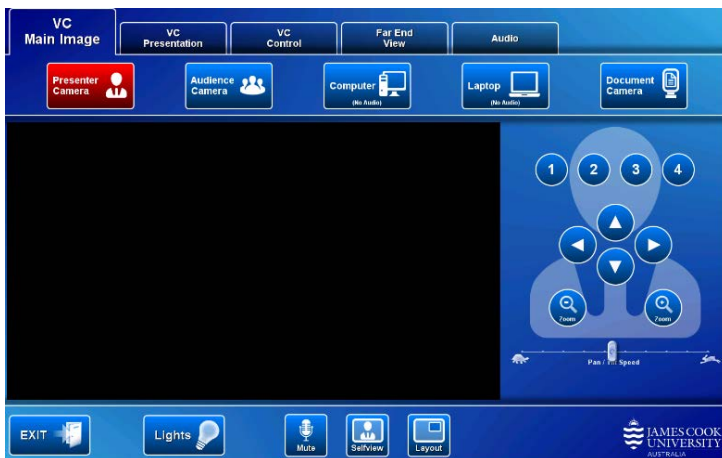 VC
Main Image
VC
Presentation
VC
Control
Far End
View
Audio
Presenter
Camera
Audience
Camera
Computer
(No Audio)
Laptop
(No Audio)
Document
Camera
1 2 3 4
Zoom
Zoom
Pan / Tilt Speed
EXIT
Lights
Mute
Selfview
Layout
JAMES COOK
UNIVERSITY
AUSTRALIA